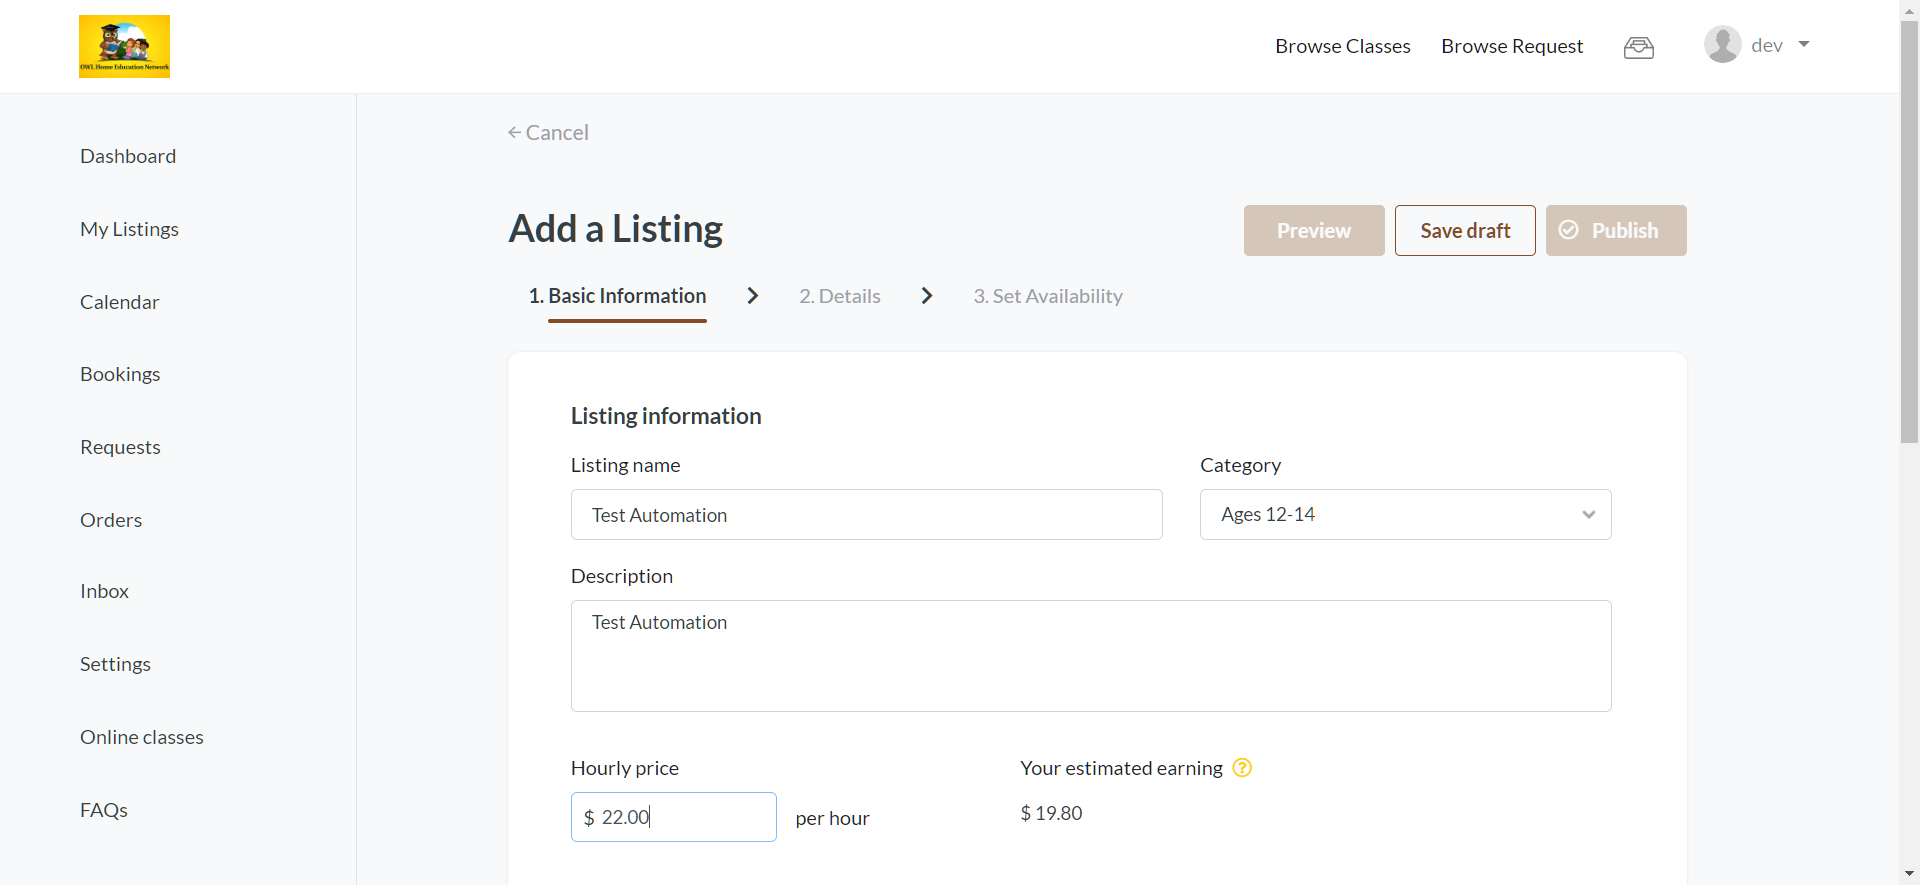 OWL Home Education Network
Browse Classes
Browse Request
dev
Dashboard
My Listings
Calendar
Bookings
Requests
Orders
Inbox
Settings
Online classes
FAQs
← Cancel
Add a Listing
Preview
Save draft
Publish
1. Basic Information
2. Details
3. Set Availability
Listing information
Listing name
Test Automation
Category
Ages 12-14
Description
Test Automation
Hourly price
$ 22.00
per hour
Your estimated earning ?
$ 19.80